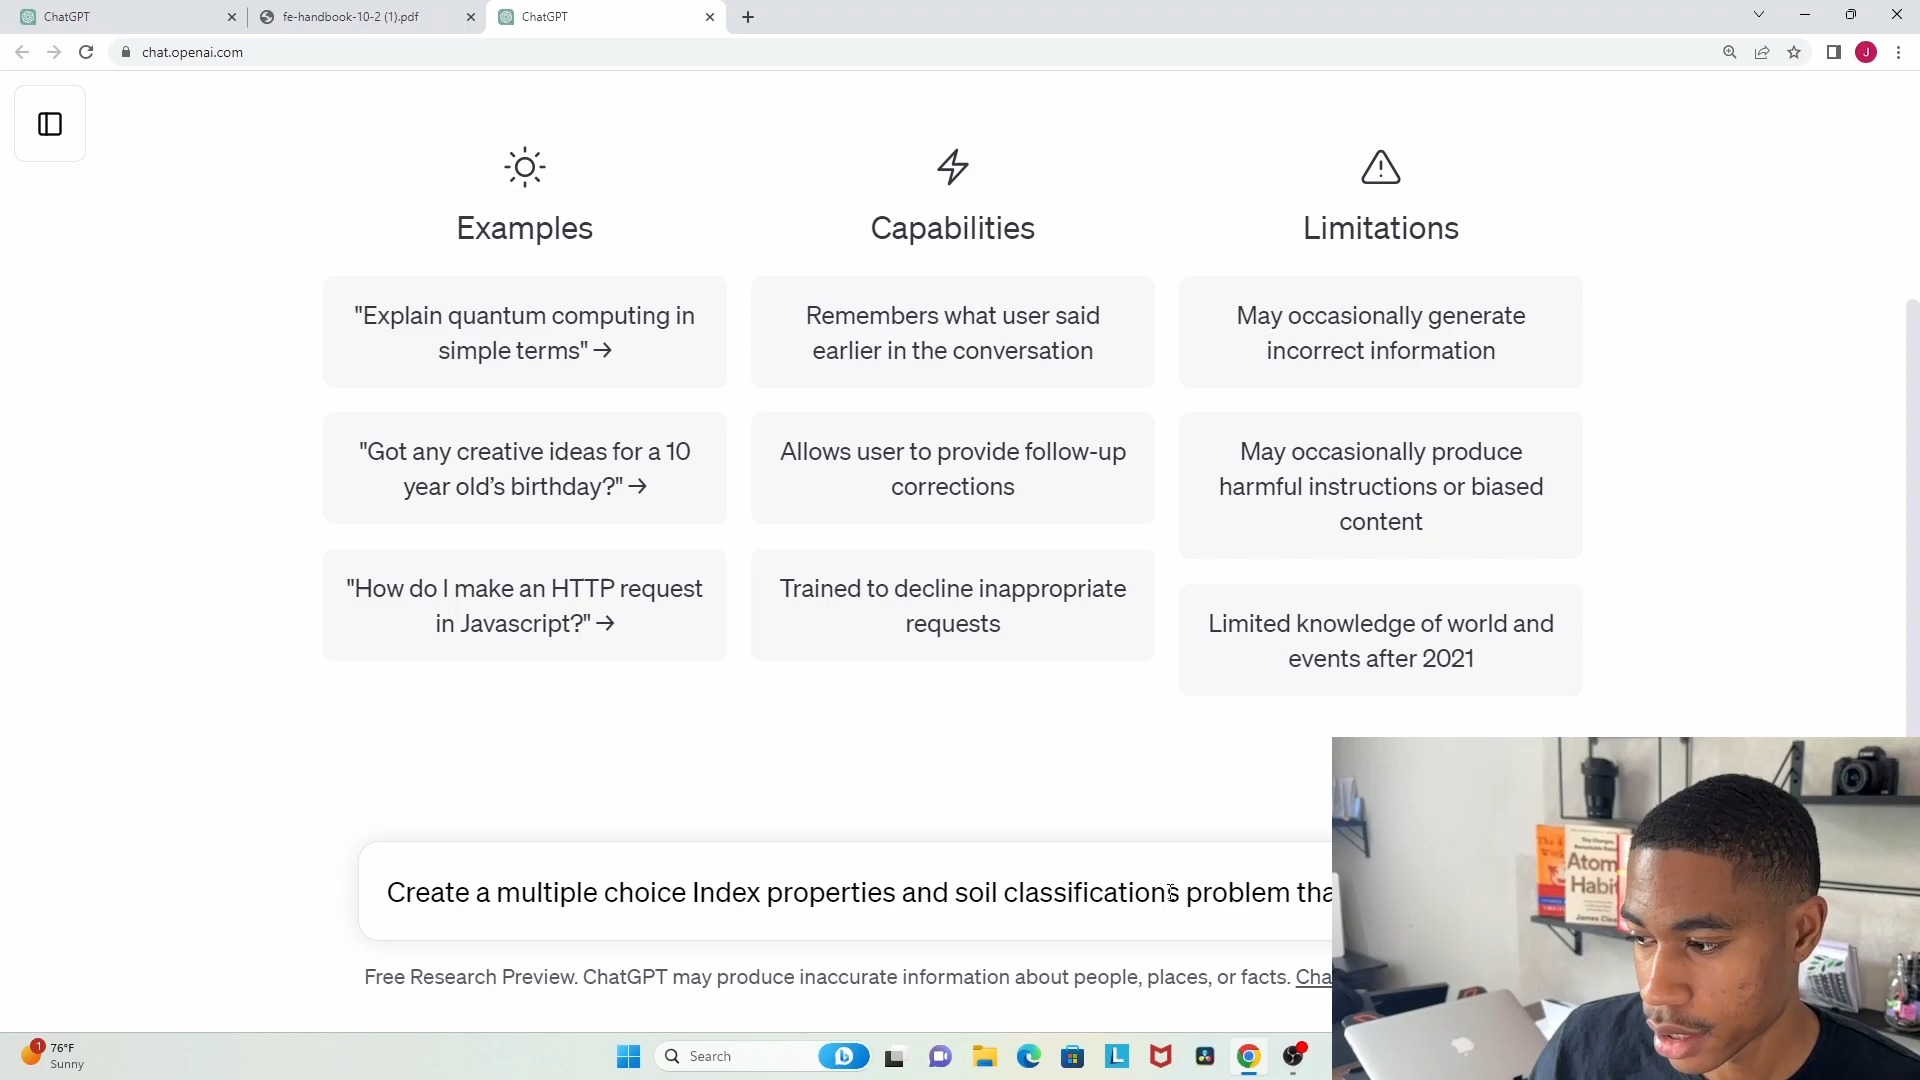 ChatGPT
fe-handbook-10-2 (1).pdf
ChatGPT
chat.openai.com
J
Examples
Capabilities
Limitations
"Explain quantum computing in
simple terms" →
Remembers what user said
earlier in the conversation
May occasionally generate
incorrect information
"Got any creative ideas for a 10
year old's birthday?" →
Allows user to provide follow-up
corrections
May occasionally produce
harmful instructions or biased
content
"How do I make an HTTP request
in Javascript?" →
Trained to decline inappropriate
requests
Limited knowledge of world and
events after 2021
Create a multiple choice Index properties and soil classifications problem tha
Free Research Preview. ChatGPT may produce inaccurate information about people, places, or facts. Cha
Atom
Habi
James Clea
1
76°F
Sunny
Search
L